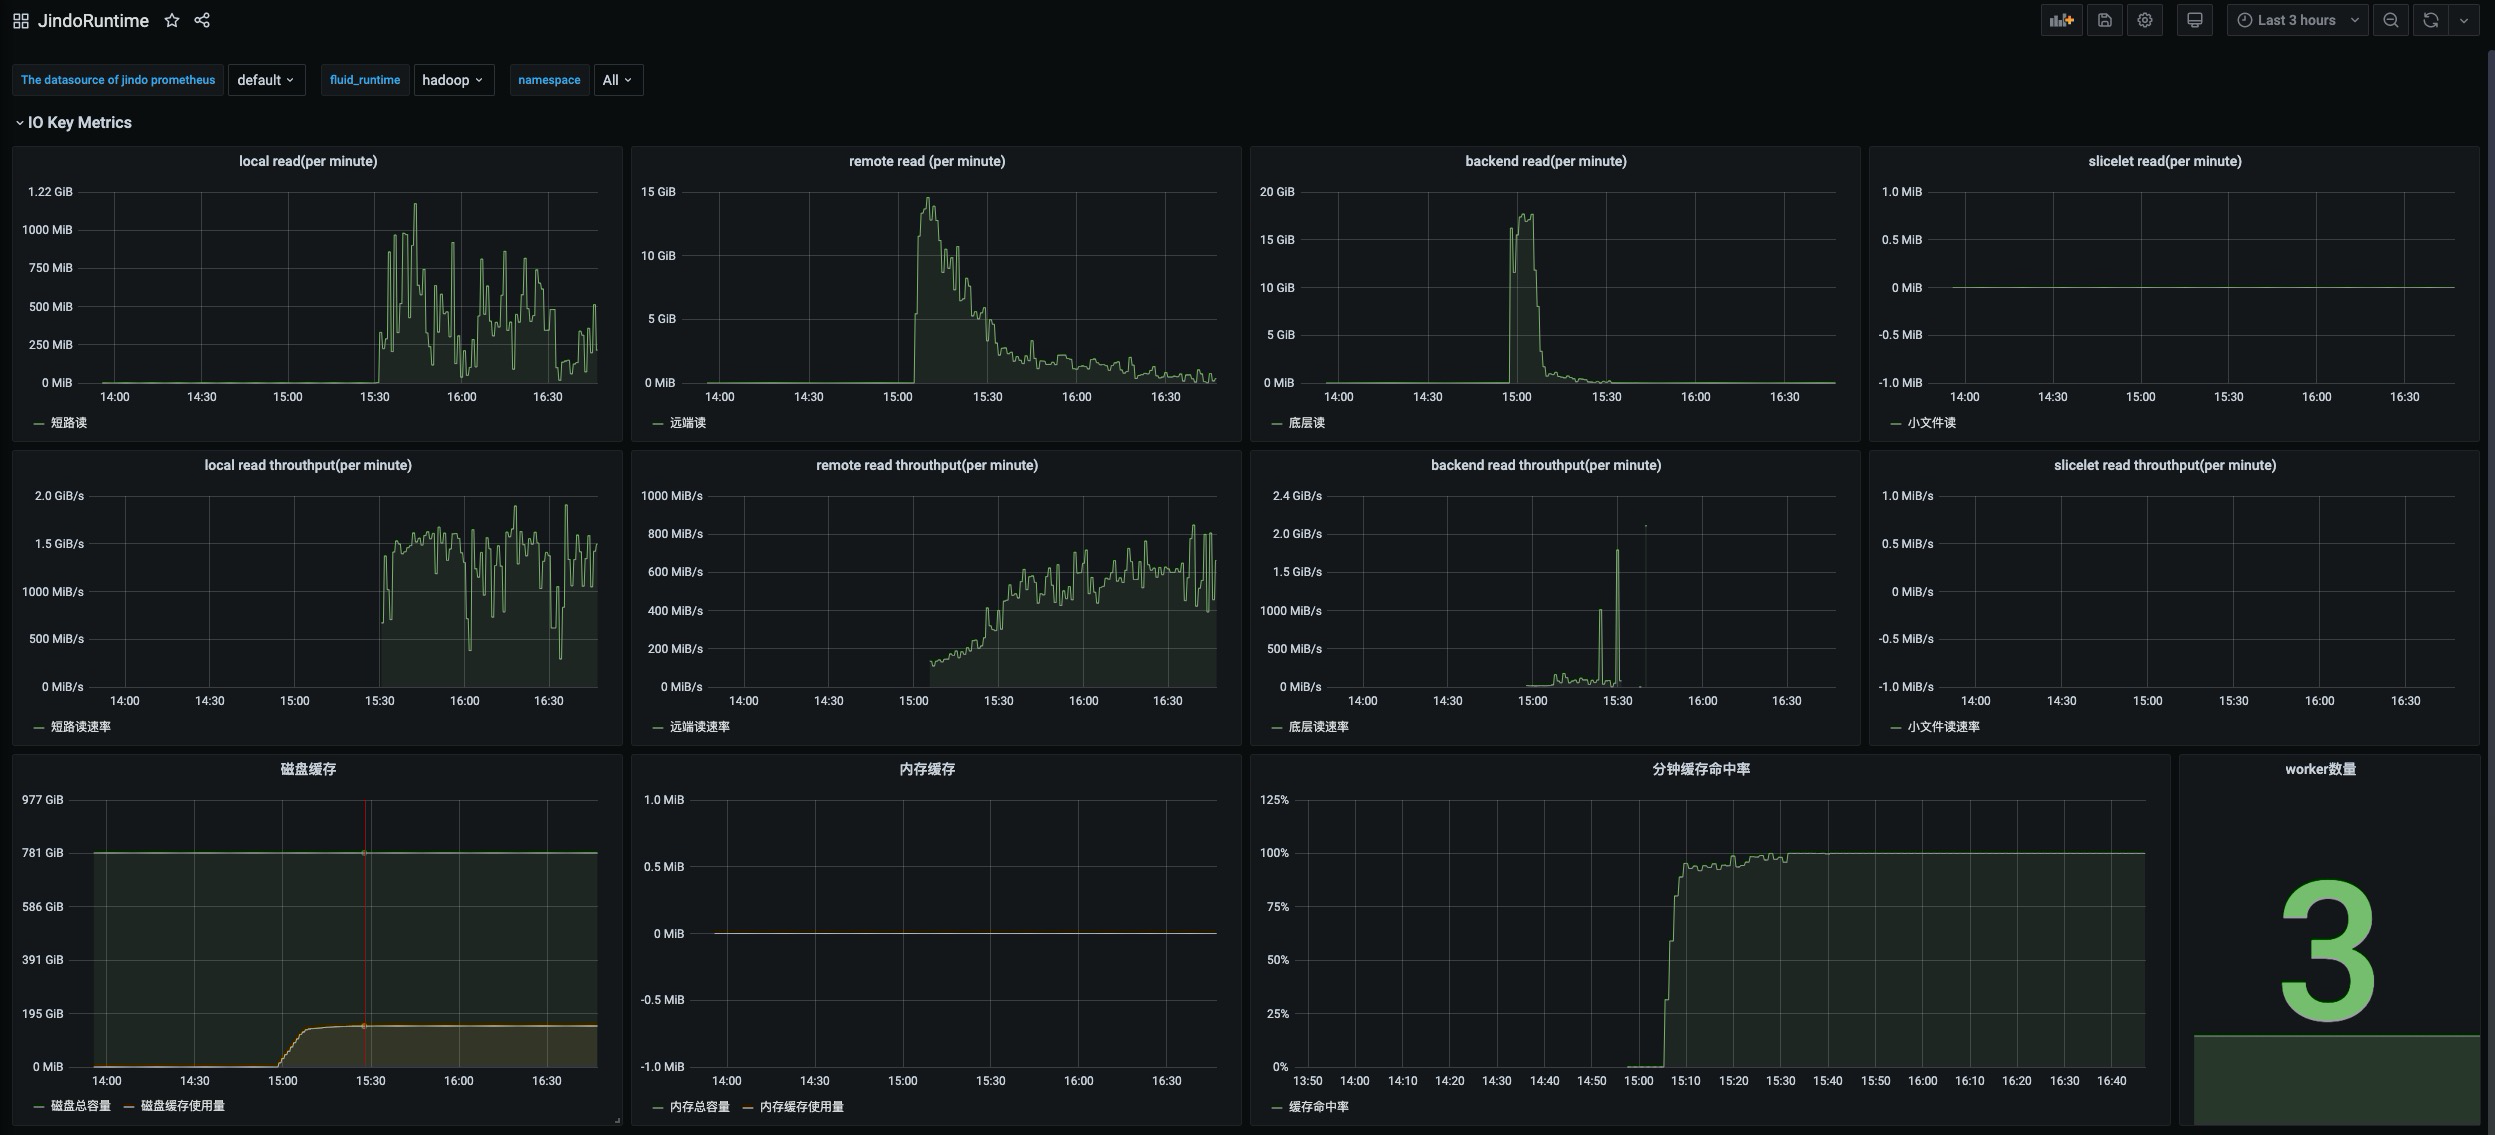 JindoRuntime
Last 3 hours
The datasource of jindo prometheus default fluid_runtime hadoop namespace All
IO Key Metrics
local read(per minute)
1.22 GiB
1000 MiB
750 MiB
500 MiB
250 MiB
0 MiB
14:00 14:30 15:00 15:30 16:00 16:30
短路读
remote read (per minute)
15 GiB
10 GiB
5 GiB
0 MiB
14:00 14:30 15:00 15:30 16:00 16:30
远端读
backend read(per minute)
20 GiB
15 GiB
10 GiB
5 GiB
0 MiB
14:00 14:30 15:00 15:30 16:00 16:30
底层读
slicelet read(per minute)
1.0 MiB
0.5 MiB
0 MiB
-0.5 MiB
-1.0 MiB
14:00 14:30 15:00 15:30 16:00 16:30
小文件读
local read throuthput(per minute)
2.0 GiB/s
1.5 GiB/s
1000 MiB/s
500 MiB/s
0 MiB/s
14:00 14:30 15:00 15:30 16:00 16:30
短路读速率
remote read throuthput(per minute)
1000 MiB/s
800 MiB/s
600 MiB/s
400 MiB/s
200 MiB/s
0 MiB/s
14:00 14:30 15:00 15:30 16:00 16:30
远端读速率
backend read throuthput(per minute)
2.4 GiB/s
2.0 GiB/s
1.5 GiB/s
1000 MiB/s
500 MiB/s
0 MiB/s
14:00 14:30 15:00 15:30 16:00 16:30
底层读速率
slicelet read throuthput(per minute)
1.0 MiB/s
0.5 MiB/s
0 MiB/s
-0.5 MiB/s
-1.0 MiB/s
14:00 14:30 15:00 15:30 16:00 16:30
小文件读速率
磁盘缓存
977 GiB
781 GiB
586 GiB
391 GiB
195 GiB
0 MiB
14:00 14:30 15:00 15:30 16:00 16:30
磁盘总容量 磁盘缓存使用量
内存缓存
1.0 MiB
0.5 MiB
0 MiB
-0.5 MiB
-1.0 MiB
14:00 14:30 15:00 15:30 16:00 16:30
内存总容量 内存缓存使用量
分钟缓存命中率
125%
100%
75%
50%
25%
0%
13:50 14:00 14:10 14:20 14:30 14:40 14:50 15:00 15:10 15:20 15:30 15:40 15:50 16:00 16:10 16:20 16:30 16:40
缓存命中率
worker数量
3